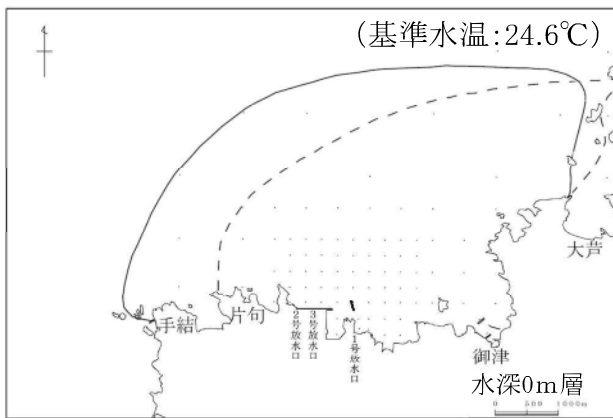 (基準水温:24.6℃)
大芦
手結
片句
2号放水口
3号放水口
1号放水口
御津
水深0m層
0 500 1000m